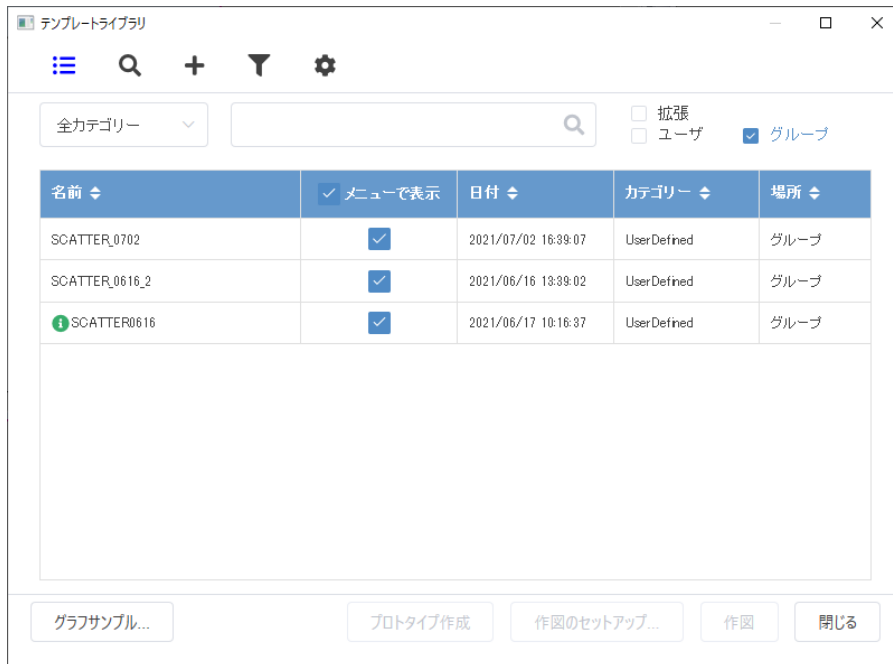 テンプレートライブラリ
全カテゴリー
拡張
ユーザ
グループ
名前 メニューで表示 日付 カテゴリー 場所
SCATTER_0702 2021/07/02 16:39:07 UserDefined グループ
SCATTER_0616_2 2021/06/16 13:39:02 UserDefined グループ
SCATTER0616 2021/06/17 10:16:37 UserDefined グループ
グラフサンプル... プロトタイプ作成 作図のセットアップ... 作図 閉じる